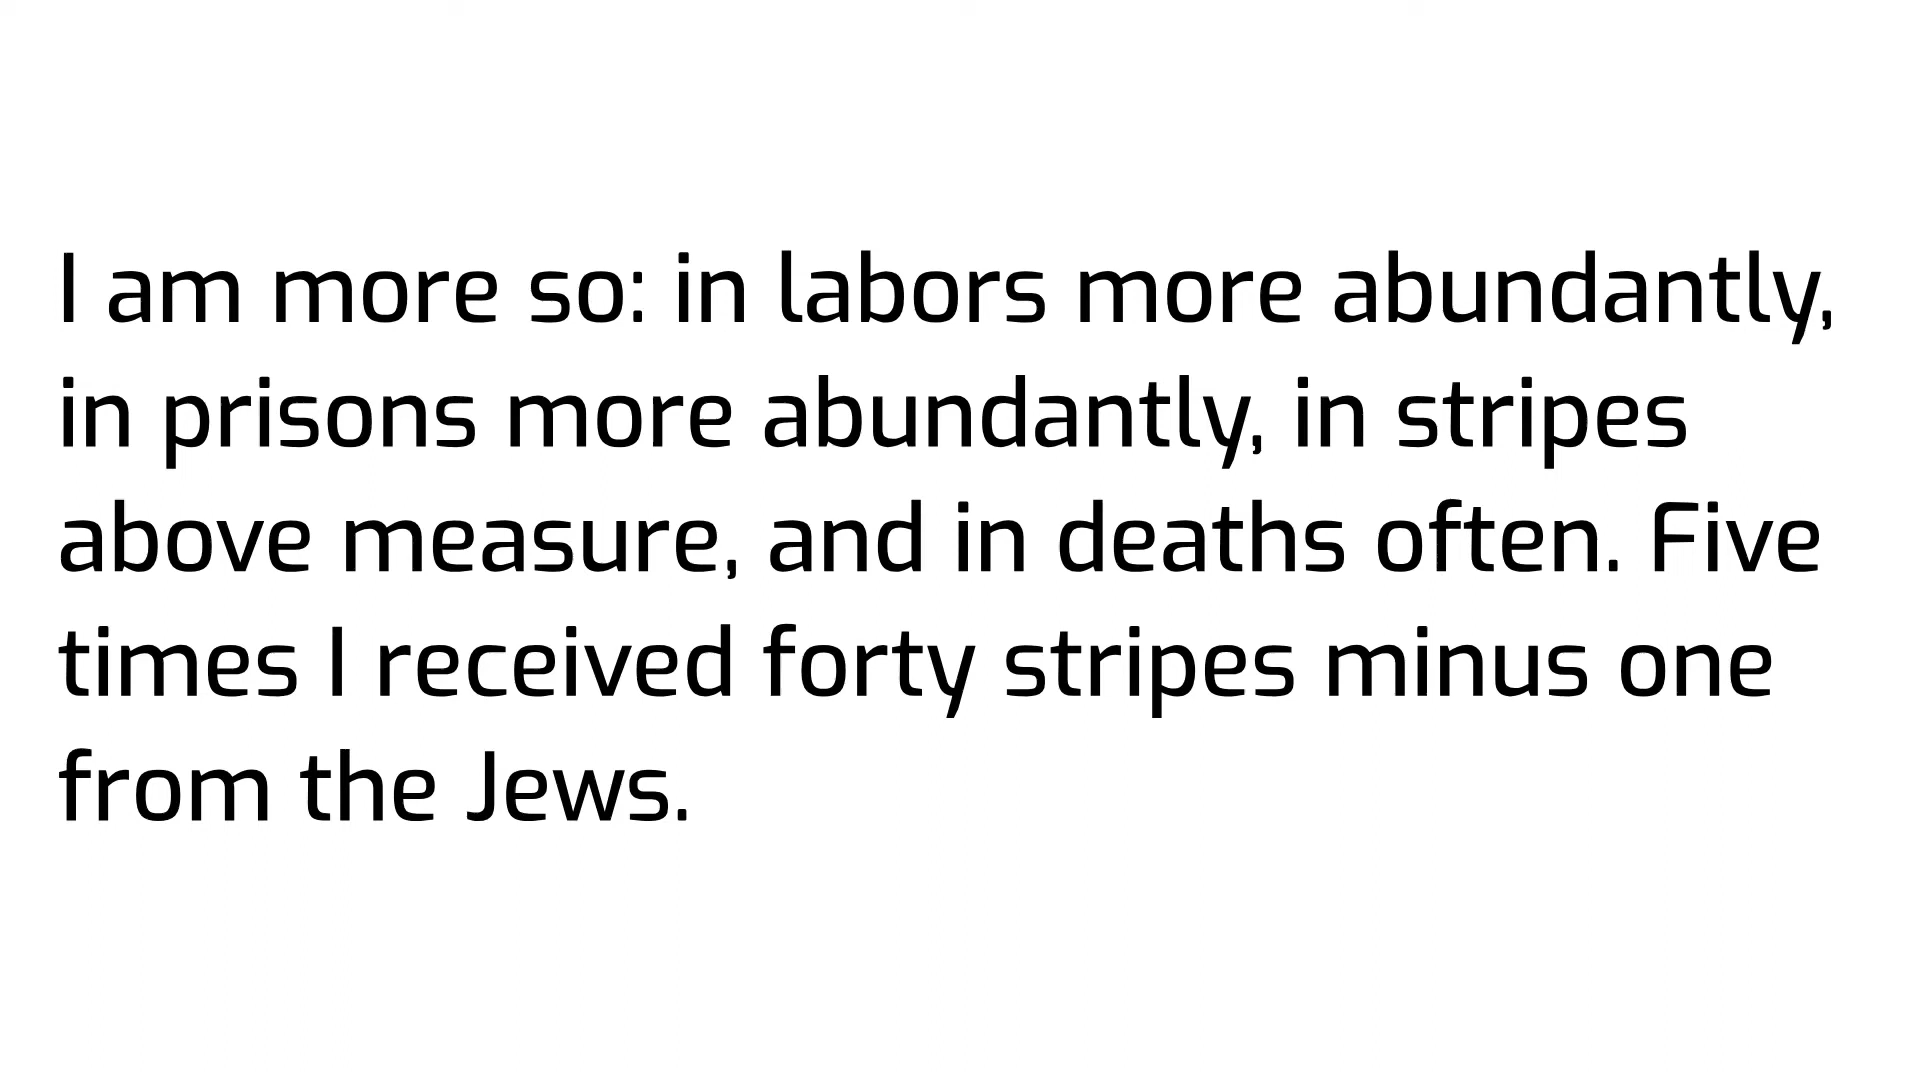 I am more so: in labors more abundantly,
in prisons more abundantly, in stripes
above measure, and in deaths often. Five
times I received forty stripes minus one
from the Jews.